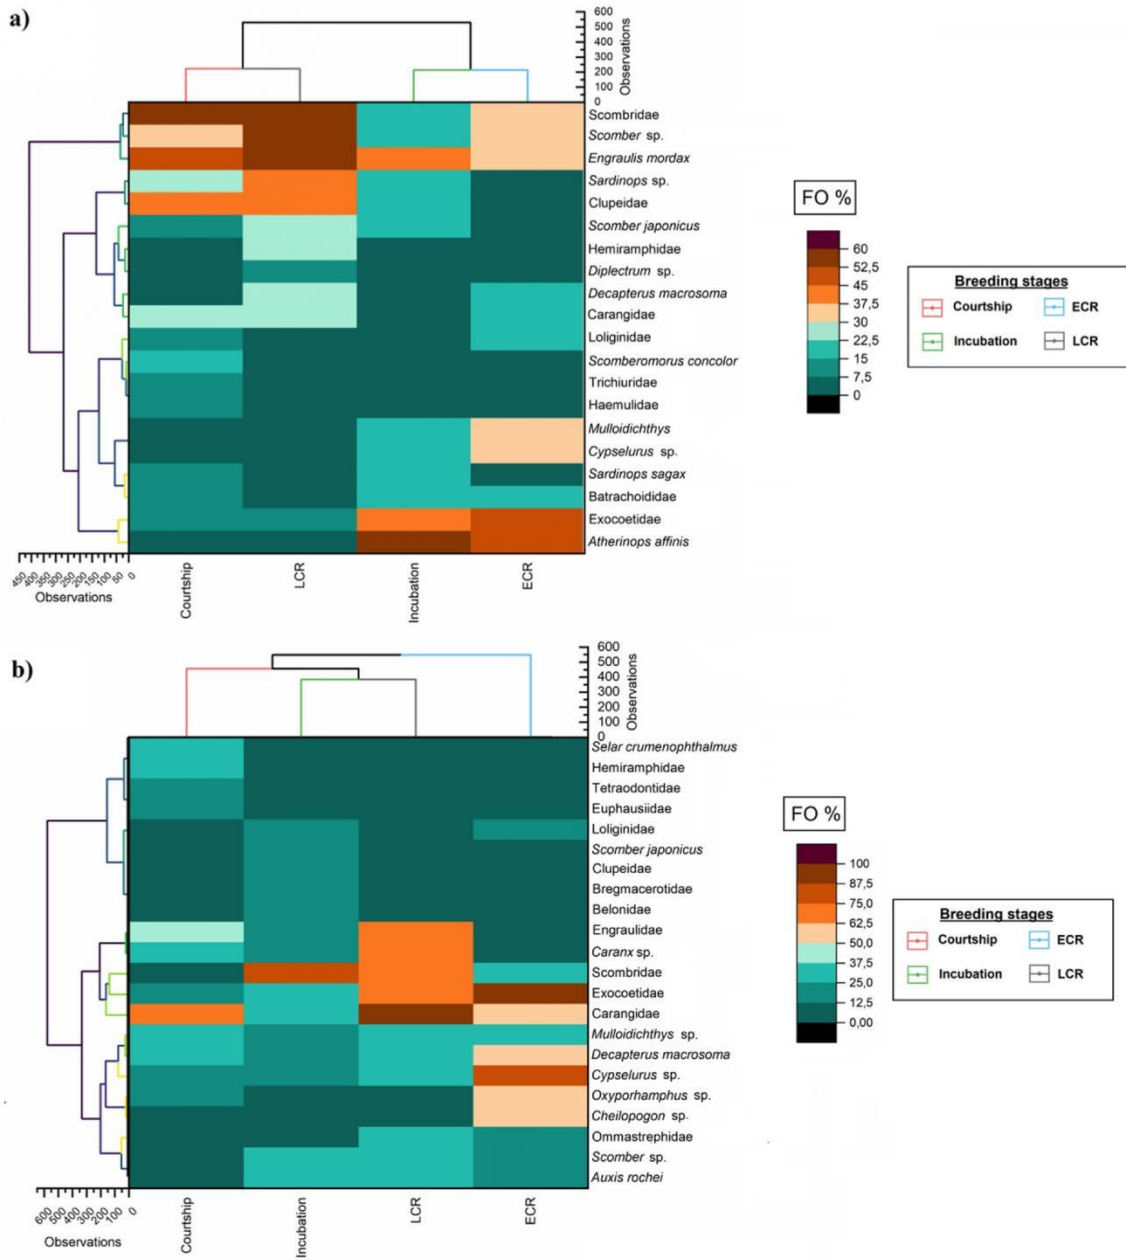 a)
600
500
400
300
200
100
0
Observations
Scombridae
Scomber sp.
Engraulis mordax
Sardinops sp.
Clupeidae
Scomber japonicus
Hemiramphidae
Diplectrum sp.
Decapterus macrosoma
Carangidae
Loliginidae
Scomberomorus concolor
Trichiuridae
Haemulidae
Mulloidichthys
Cypselurus sp.
Sardinops sagax
Batrachoididae
Exocoetidae
Atherinops affinis
450 400 350 300 250 200 150 100 50 0
Observations
Courtship
LCR
Incubation
ECR
FO %
60
52,5
45
37,5
30
22,5
15
7,5
0
Breeding stages
Courtship ECR
Incubation LCR
b)
600
500
400
300
200
100
0
Observations
Selar crumenophthalmus
Hemiramphidae
Tetraodontidae
Euphausiidae
Loliginidae
Scomber japonicus
Clupeidae
Bregmacerotidae
Belonidae
Engraulidae
Caranx sp.
Scombridae
Exocoetidae
Carangidae
Mulloidichthys sp.
Decapterus macrosoma
Cypselurus sp.
Oxyporhamphus sp.
Cheilopogon sp.
Ommastrephidae
Scomber sp.
Auxis rochei
600 500 400 300 200 100 0
Observations
Courtship
Incubation
LCR
ECR
FO %
100
87,5
75,0
62,5
50,0
37,5
25,0
12,5
0,00
Breeding stages
Courtship ECR
Incubation LCR